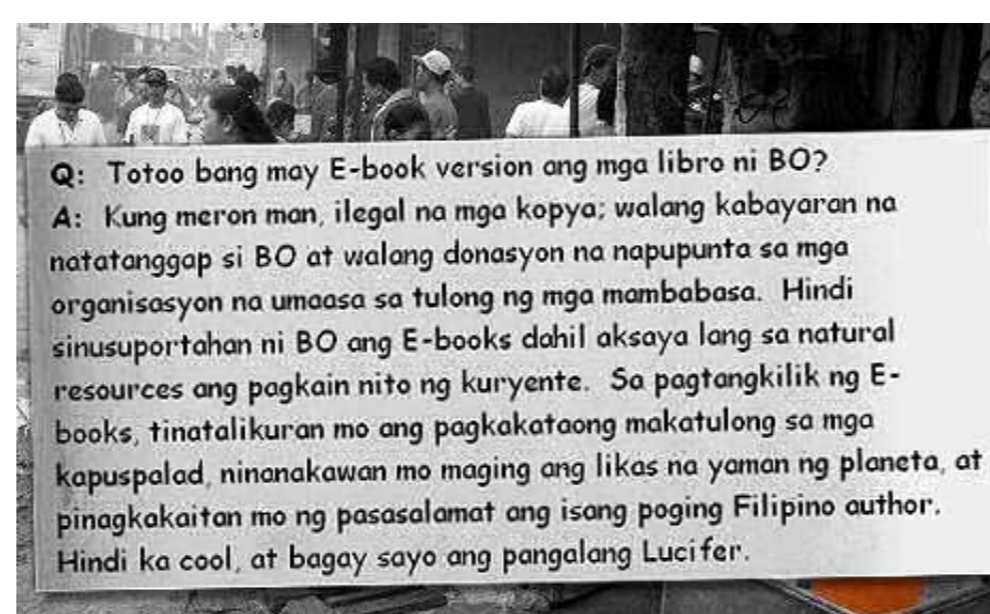 Q: Totoo bang may E-book version ang mga libro ni BO?
A: Kung meron man, ilegal na mga kopya; walang kabayaran na
natatanggap si BO at walang donasyon na napupunta sa mga
organisasyon na umaasa sa tulong ng mga mambabasa. Hindi
sinusuportahan ni BO ang E-books dahil aksaya lang sa natural
resources ang pagkain nito ng kuryente. Sa pagtangkilik ng E-
books, tinatalikuran mo ang pagkakataong makatulong sa mga
kapuspalad, ninanakawan mo maging ang likas na yaman ng planeta, at
pinagkakaitan mo ng pasasalamat ang isang poging Filipino author.
Hindi ka cool, at bagay sayo ang pangalang Lucifer.